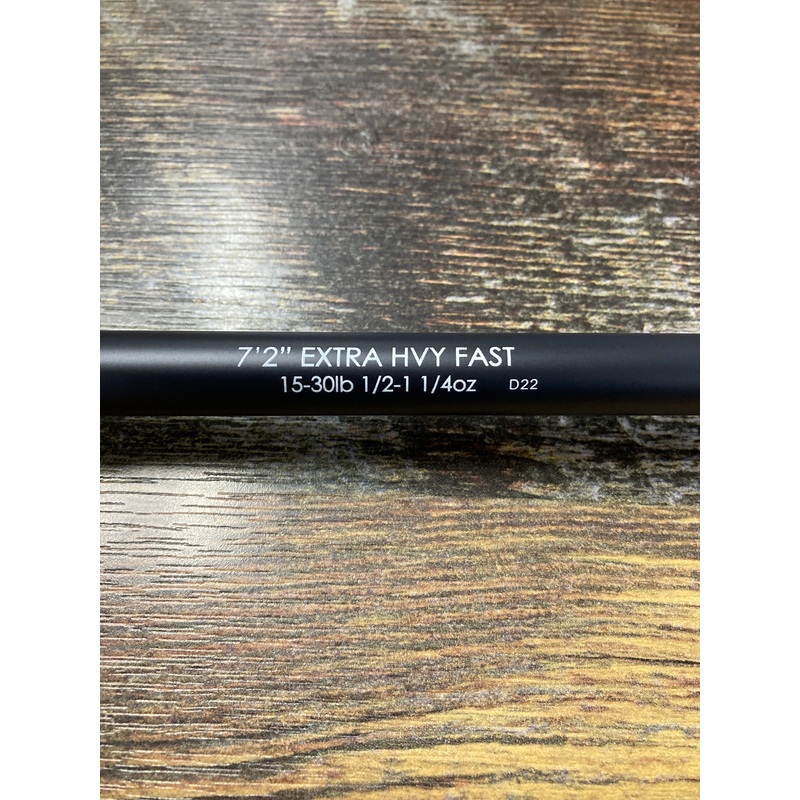 7'2" EXTRA HVY FAST
15-30lb 1/2-1 1/4oz D22